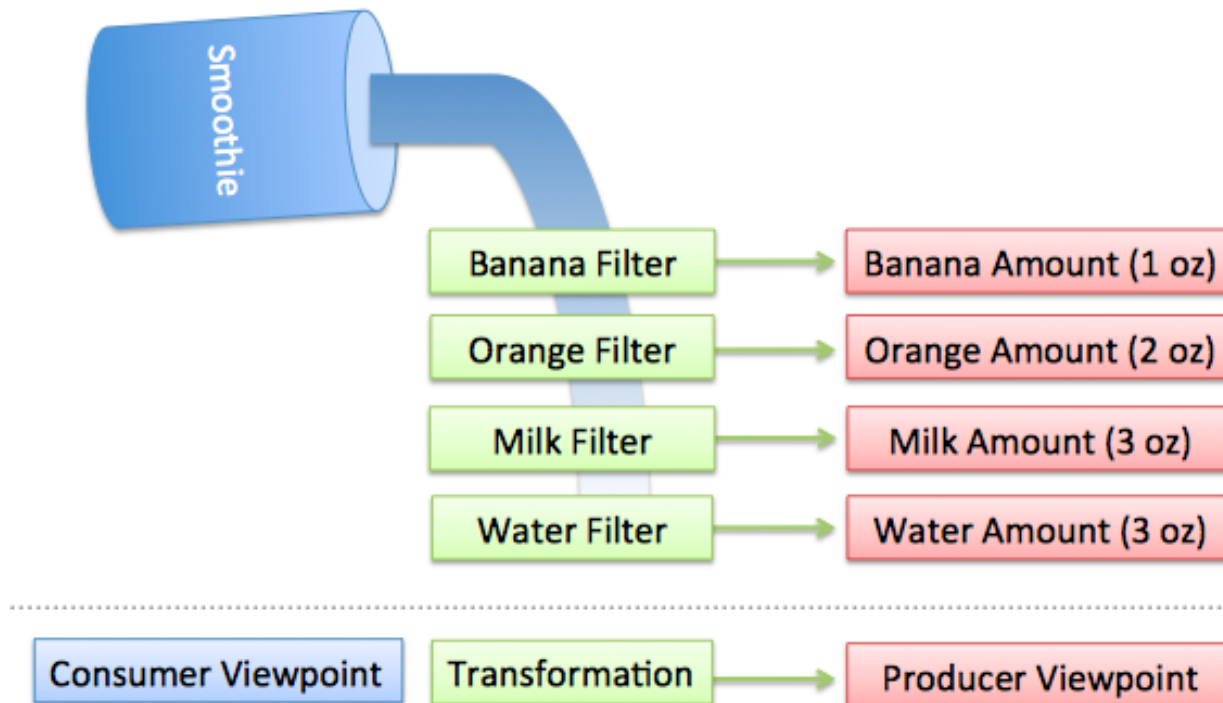 Smoothie
Banana Filter
Banana Amount (1 oz)
Orange Filter
Orange Amount (2 oz)
Milk Filter
Milk Amount (3 oz)
Water Filter
Water Amount (3 oz)
Consumer Viewpoint
Transformation
Producer Viewpoint